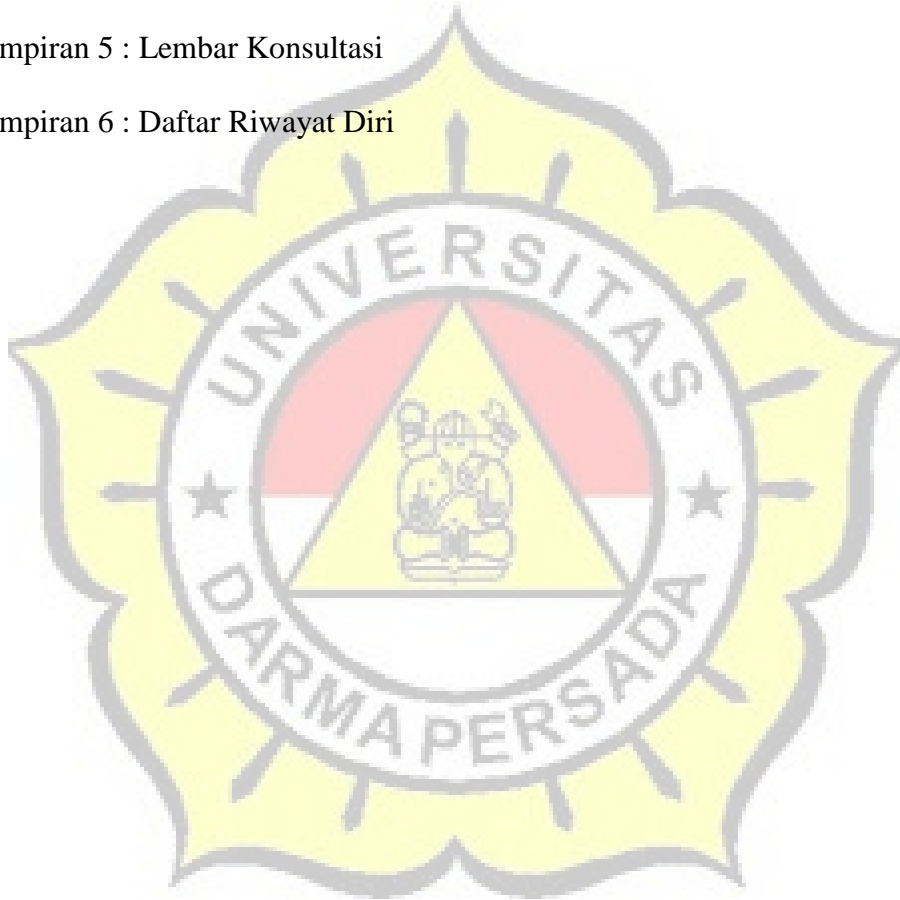 mpiran 5 : Lembar Konsultasi
mpiran 6 : Daftar Riwayat Diri
UNIVERSITAS
DARMA PERSADA